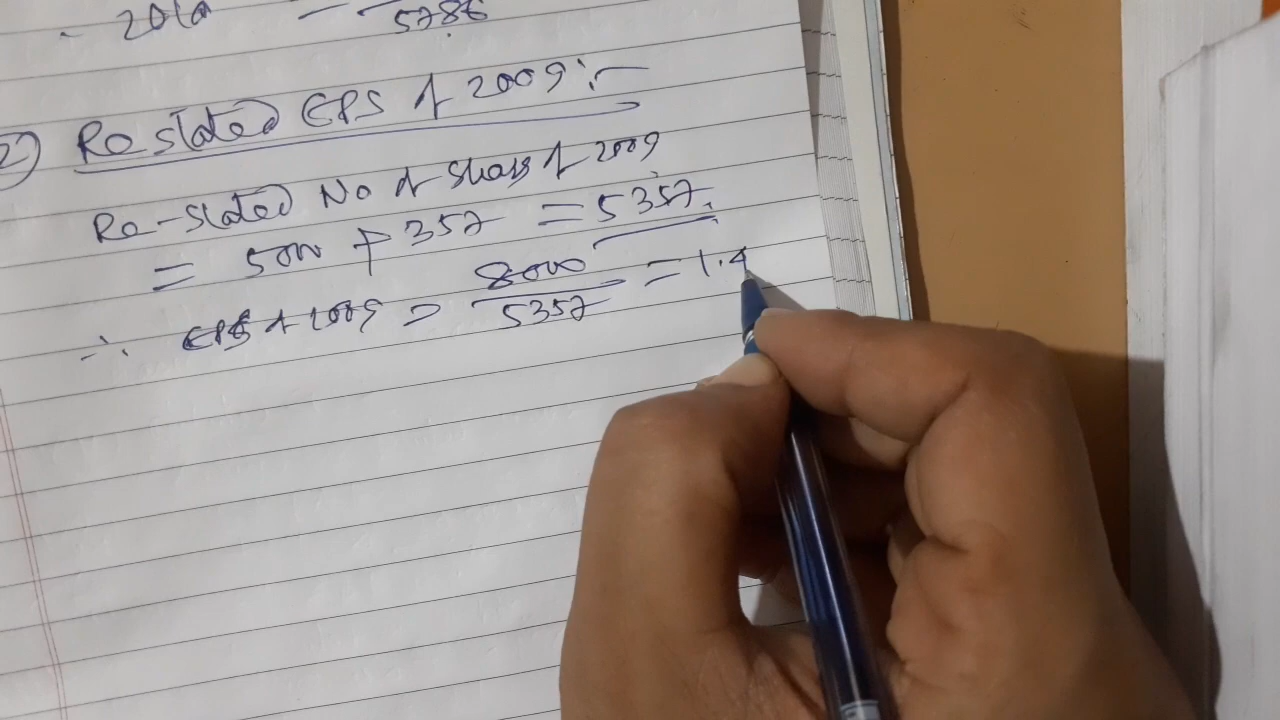 ∴ 2010 = 5786
2) Re-stated EPS of 2009 :-
Re-stated No of Shares of 2009
= 5000 + 357 = 5357.
∴ EPS of 2009 = 8000/5357 = 1.4